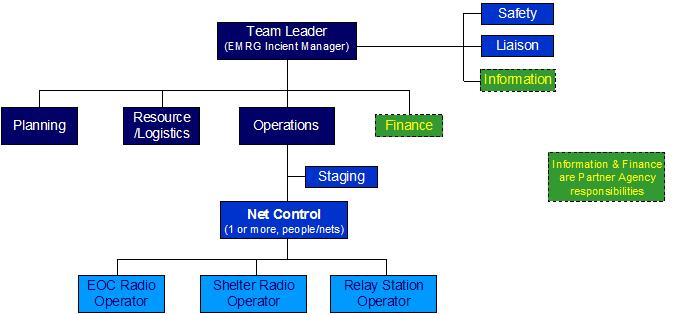 Team Leader
(EMRG Incient Manager)
Safety
Liaison
Information
Planning
Resource
/Logistics
Operations
Finance
Staging
Information & Finance
are Partner Agency
responsibilities
Net Control
(1 or more, people/nets)
EOC Radio
Operator
Shelter Radio
Operator
Relay Station
Operator